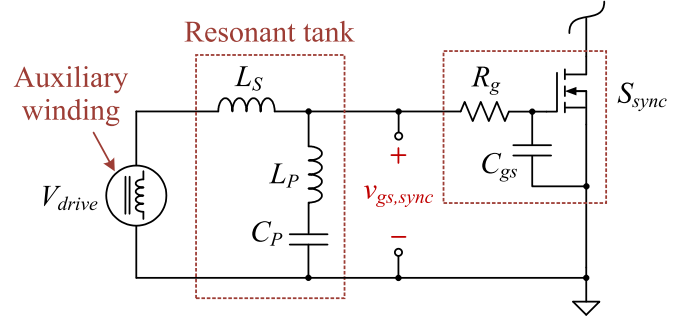 Resonant tank
Auxiliary
winding
L_S
R_g
S_sync
L_P
+
C_gs
V_drive
v_gs,sync
C_P
−